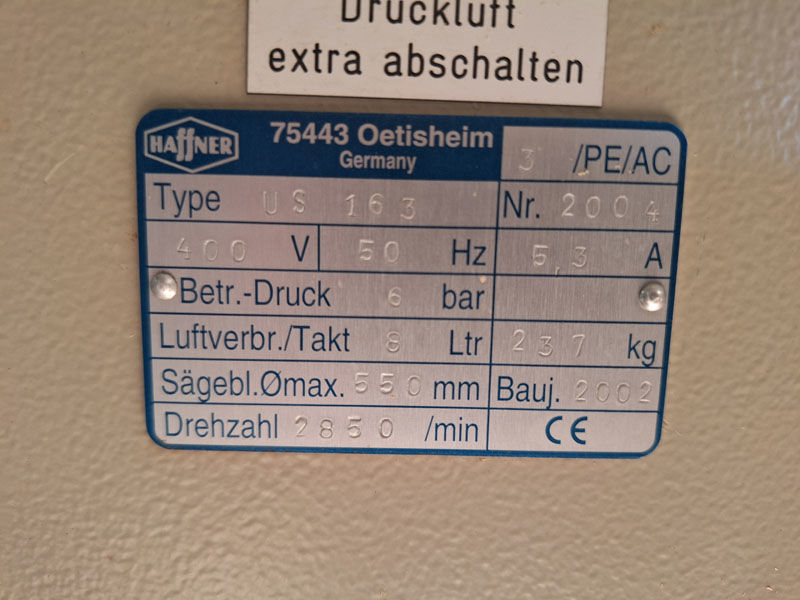 Druckluft
extra abschalten
HAffNER
75443 Oetisheim
Germany
3 /PE/AC
Type US 163
Nr. 2004
400 V 50 Hz
5,3 A
Betr.-Druck 6 bar
Luftverbr./Takt 8 Ltr
237 kg
Sägebl.Ømax. 550 mm
Bauj. 2002
Drehzahl 2850 /min
CE